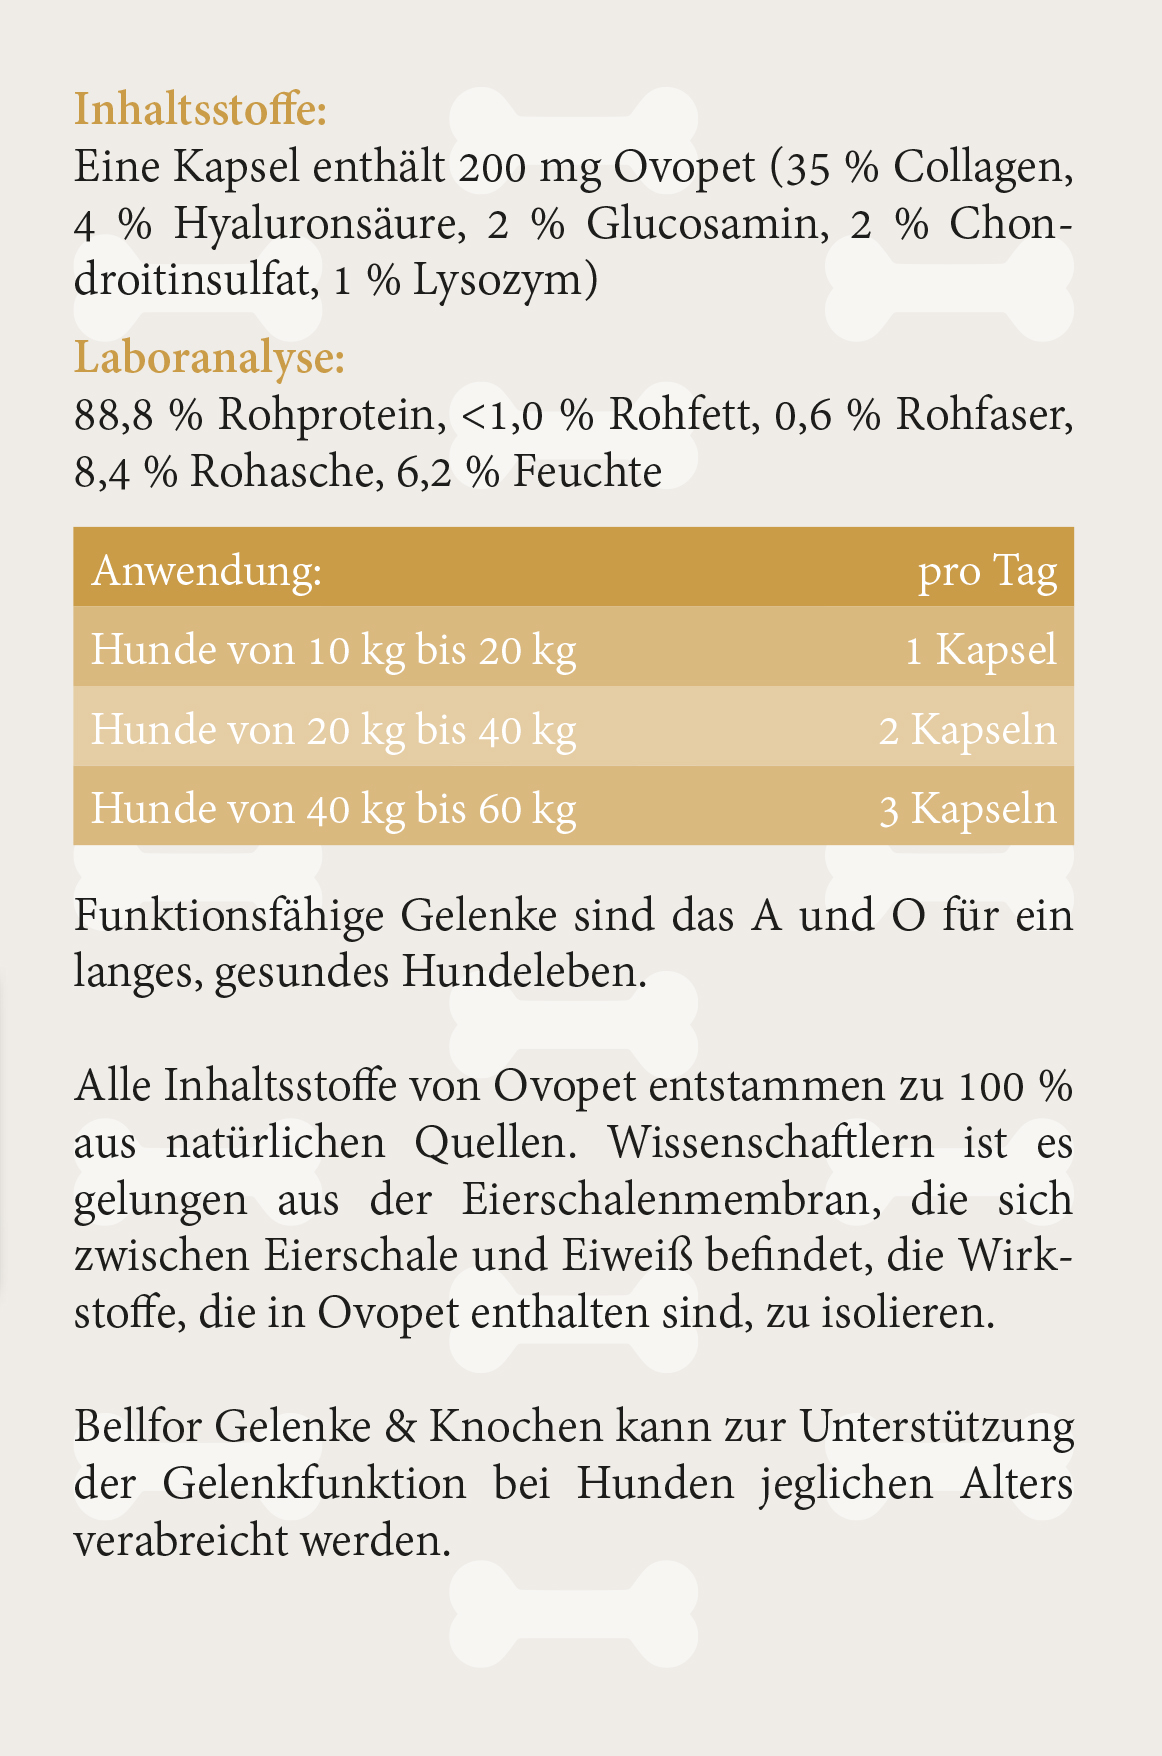 Inhaltsstoffe:
Eine Kapsel enthält 200 mg Ovopet (35 % Collagen,
4 % Hyaluronsäure, 2 % Glucosamin, 2 % Chon-
droitinsulfat, 1 % Lysozym)
Laboranalyse:
88,8 % Rohprotein, <1,0 % Rohfett, 0,6 % Rohfaser,
8,4 % Rohasche, 6,2 % Feuchte
Anwendung: pro Tag
Hunde von 10 kg bis 20 kg 1 Kapsel
Hunde von 20 kg bis 40 kg 2 Kapseln
Hunde von 40 kg bis 60 kg 3 Kapseln
Funktionsfähige Gelenke sind das A und O für ein
langes, gesundes Hundeleben.
Alle Inhaltsstoffe von Ovopet entstammen zu 100 %
aus natürlichen Quellen. Wissenschaftlern ist es
gelungen aus der Eierschalenmembran, die sich
zwischen Eierschale und Eiweiß befindet, die Wirk-
stoffe, die in Ovopet enthalten sind, zu isolieren.
Bellfor Gelenke & Knochen kann zur Unterstützung
der Gelenkfunktion bei Hunden jeglichen Alters
verabreicht werden.